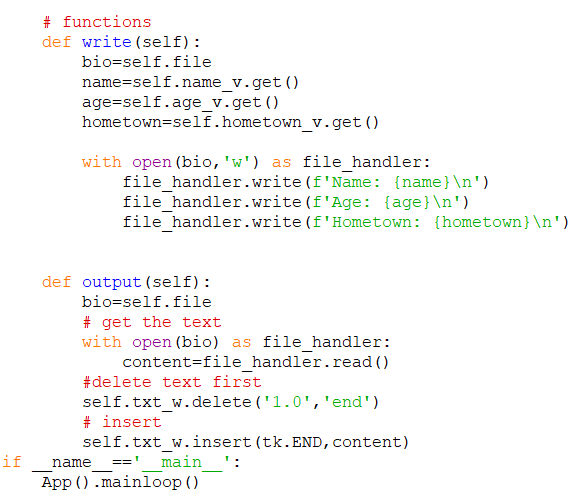 # functions
    def write(self):
        bio=self.file
        name=self.name_v.get()
        age=self.age_v.get()
        hometown=self.hometown_v.get()

        with open(bio,'w') as file_handler:
            file_handler.write(f'Name: {name}\n')
            file_handler.write(f'Age: {age}\n')
            file_handler.write(f'Hometown: {hometown}\n')


    def output(self):
        bio=self.file
        # get the text
        with open(bio) as file_handler:
            content=file_handler.read()
        #delete text first
        self.txt_w.delete('1.0','end')
        # insert
        self.txt_w.insert(tk.END,content)
if __name__=='__main__':
    App().mainloop()